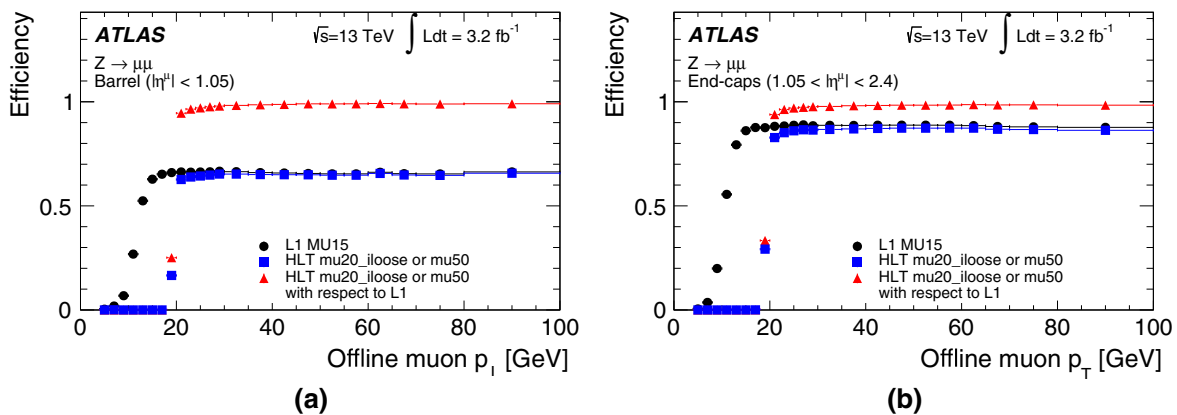 ATLAS
√s=13 TeV ∫ Ldt = 3.2 fb⁻¹
Z → μμ
Barrel (|η^μ| < 1.05)
Efficiency
1
0.5
0
L1 MU15
HLT mu20_iloose or mu50
HLT mu20_iloose or mu50
with respect to L1
0 20 40 60 80 100
Offline muon p_T [GeV]
(a)
ATLAS
√s=13 TeV ∫ Ldt = 3.2 fb⁻¹
Z → μμ
End-caps (1.05 < |η^μ| < 2.4)
Efficiency
1
0.5
0
L1 MU15
HLT mu20_iloose or mu50
HLT mu20_iloose or mu50
with respect to L1
0 20 40 60 80 100
Offline muon p_T [GeV]
(b)